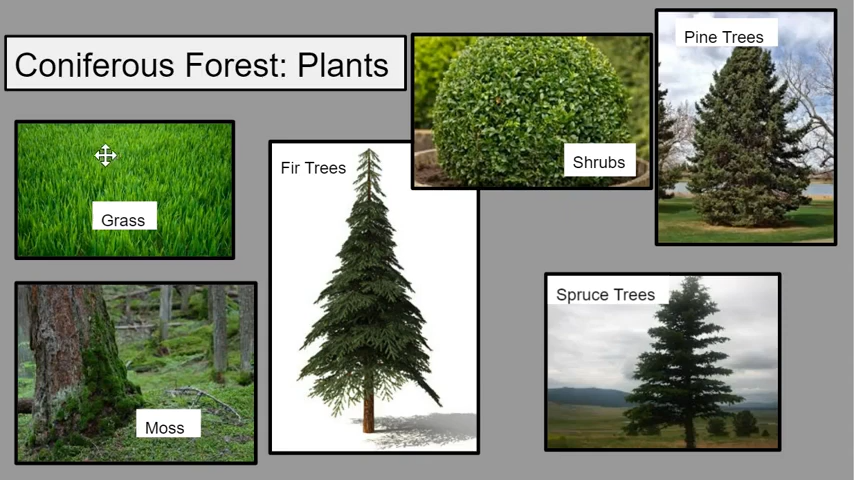 Coniferous Forest: Plants
Pine Trees
Shrubs
Fir Trees
Grass
Spruce Trees
Moss